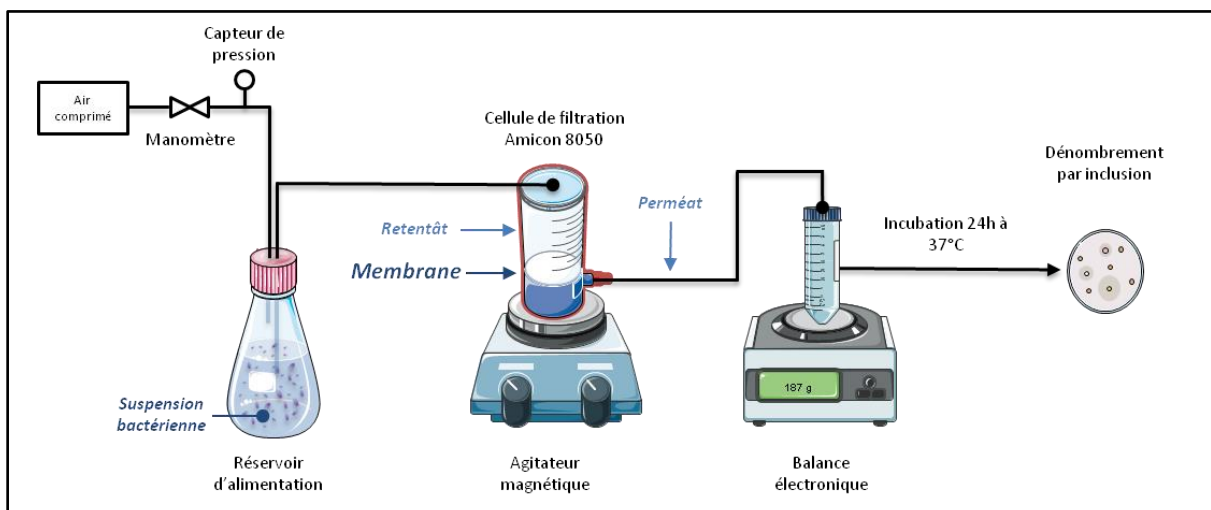 Capteur de
pression
Air
comprimé
Manomètre
Cellule de filtration
Amicon 8050
Dénombrement
par inclusion
Retentât
Perméat
Incubation 24h à
37°C
Membrane
187 g
Suspension
bactérienne
Réservoir
d'alimentation
Agitateur
magnétique
Balance
électronique